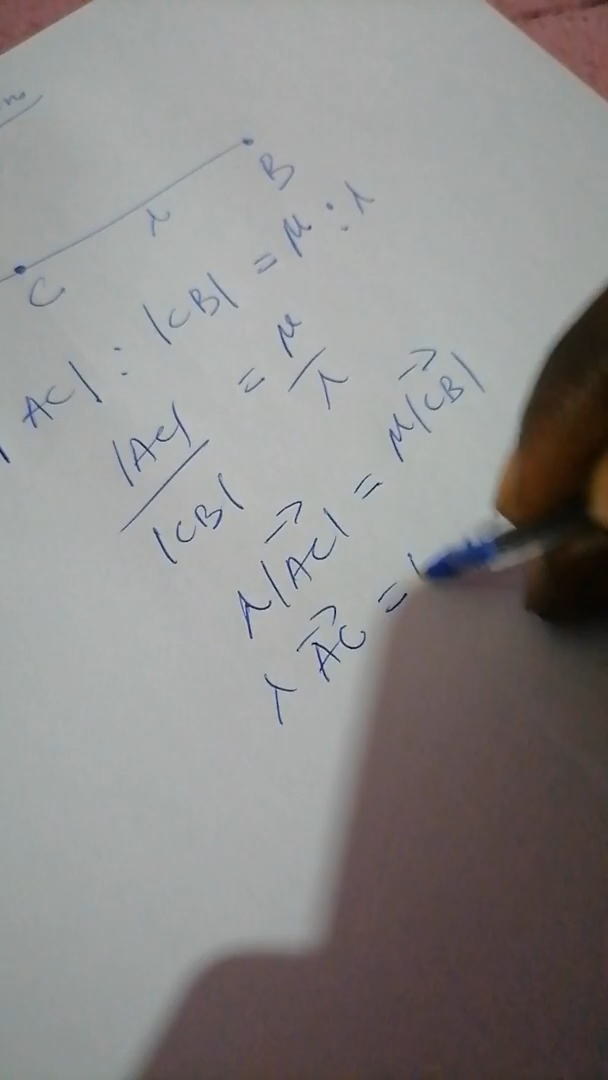 B
λ
C
|AC| : |CB| = μ : λ
|AC| / |CB| = μ / λ
λ|AC→| = μ|CB→|
λ AC→ =